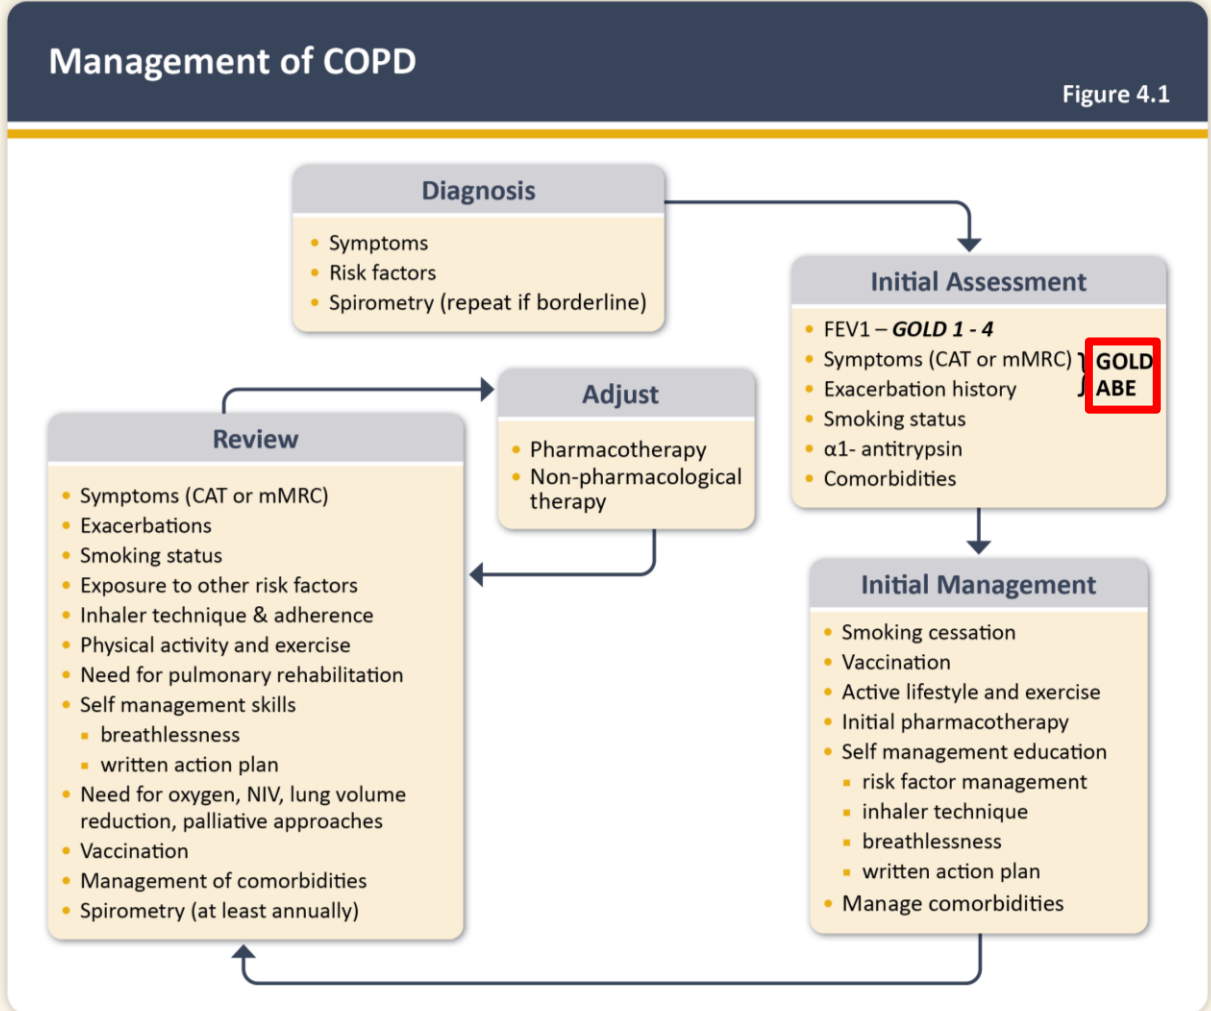 Management of COPD
Figure 4.1
Diagnosis
• Symptoms
• Risk factors
• Spirometry (repeat if borderline)
Initial Assessment
• FEV1 – GOLD 1 - 4
• Symptoms (CAT or mMRC) } GOLD
• Exacerbation history } ABE
• Smoking status
• α1- antitrypsin
• Comorbidities
Initial Management
• Smoking cessation
• Vaccination
• Active lifestyle and exercise
• Initial pharmacotherapy
• Self management education
▪ risk factor management
▪ inhaler technique
▪ breathlessness
▪ written action plan
• Manage comorbidities
Review
• Symptoms (CAT or mMRC)
• Exacerbations
• Smoking status
• Exposure to other risk factors
• Inhaler technique & adherence
• Physical activity and exercise
• Need for pulmonary rehabilitation
• Self management skills
▪ breathlessness
▪ written action plan
• Need for oxygen, NIV, lung volume
reduction, palliative approaches
• Vaccination
• Management of comorbidities
• Spirometry (at least annually)
Adjust
• Pharmacotherapy
• Non-pharmacological
therapy